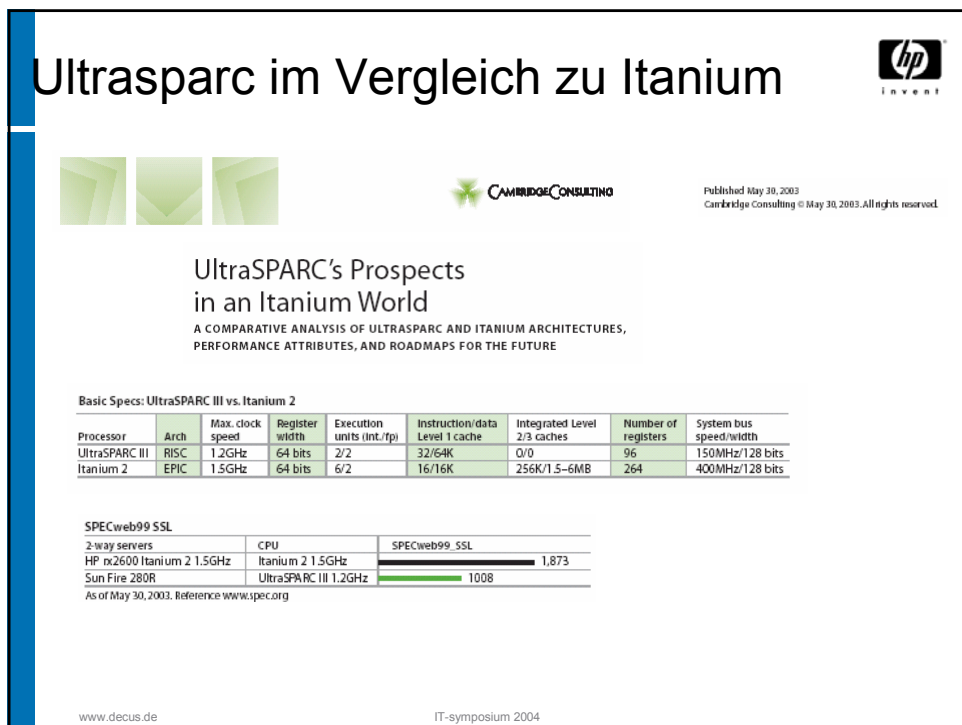 Ultrasparc im Vergleich zu Itanium
hp
invent
CAMBRIDGECONSULTING
Published May 30, 2003
Cambridge Consulting © May 30, 2003. All rights reserved.
UltraSPARC's Prospects
in an Itanium World
A COMPARATIVE ANALYSIS OF ULTRASPARC AND ITANIUM ARCHITECTURES,
PERFORMANCE ATTRIBUTES, AND ROADMAPS FOR THE FUTURE
Basic Specs: UltraSPARC III vs. Itanium 2
Processor Arch Max. clock speed Register width Execution units (int./fp) Instruction/data Level 1 cache Integrated Level 2/3 caches Number of registers System bus speed/width
UltraSPARC III RISC 1.2GHz 64 bits 2/2 32/64K 0/0 96 150MHz/128 bits
Itanium 2 EPIC 1.5GHz 64 bits 6/2 16/16K 256K/1.5–6MB 264 400MHz/128 bits
SPECweb99 SSL
2-way servers CPU SPECweb99_SSL
HP rx2600 Itanium 2 1.5GHz Itanium 2 1.5GHz 1,873
Sun Fire 280R UltraSPARC III 1.2GHz 1008
As of May 30, 2003. Reference www.spec.org
www.decus.de IT-symposium 2004